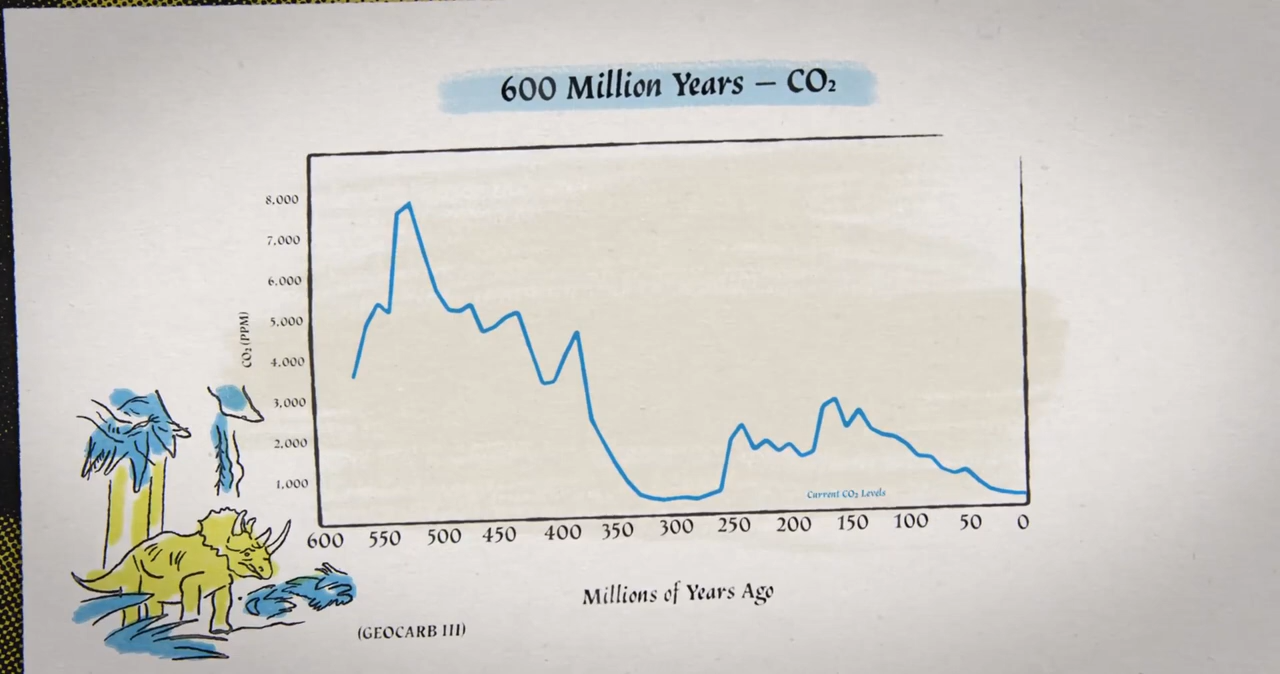 600 Million Years – CO₂
8,000
7,000
6,000
5,000
4,000
3,000
2,000
1,000
CO₂ (PPM)
Current CO₂ Levels
600 550 500 450 400 350 300 250 200 150 100 50 0
Millions of Years Ago
(GEOCARB III)